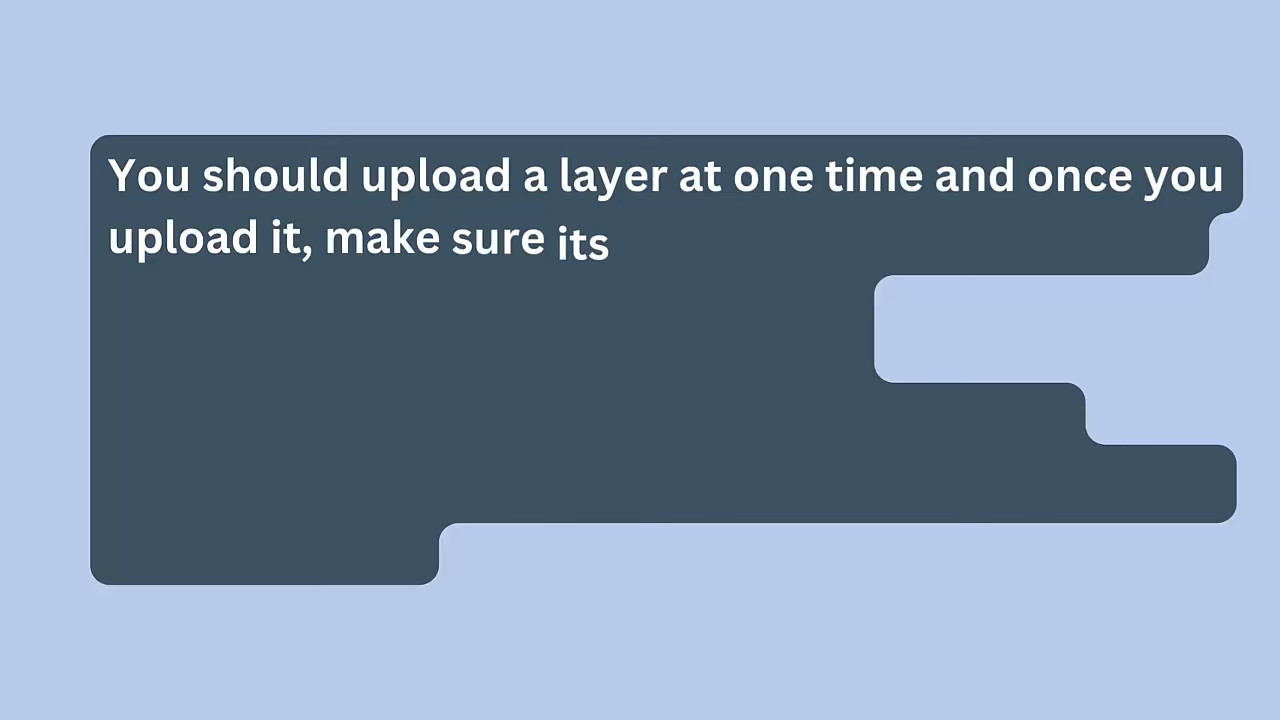 You should upload a layer at one time and once you
upload it, make sure its